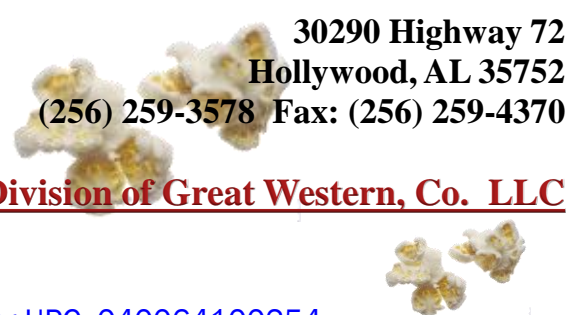 30290 Highway 72
Hollywood, AL 35752
(256) 259-3578 Fax: (256) 259-4370
Division of Great Western, Co. LLC